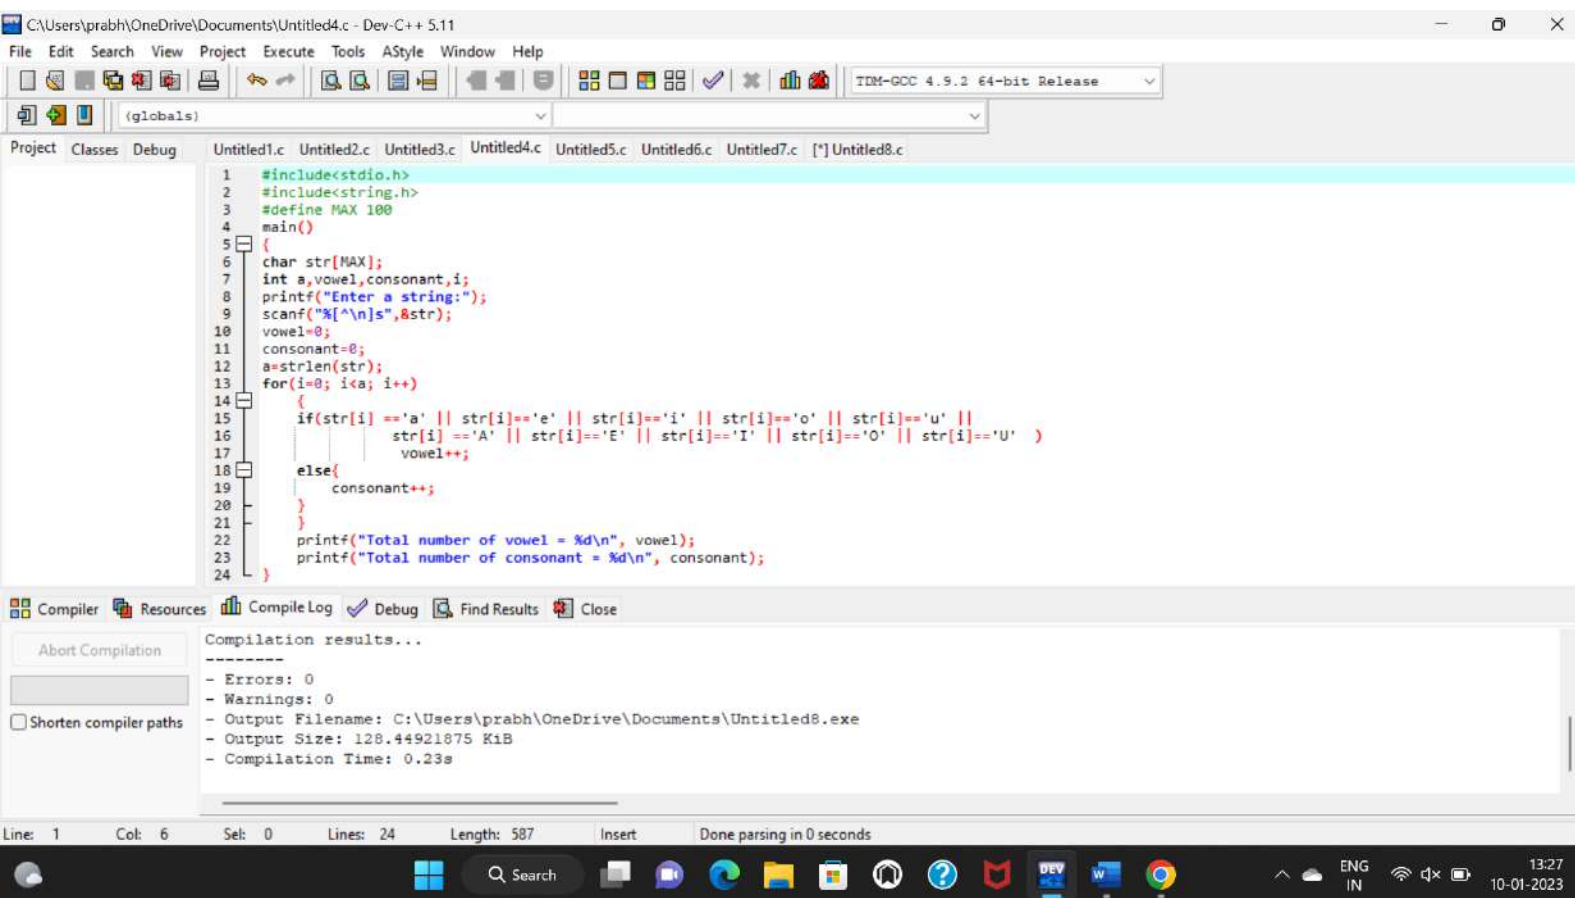 C:\Users\prabh\OneDrive\Documents\Untitled4.c - Dev-C++ 5.11
File Edit Search View Project Execute Tools AStyle Window Help
TDM-GCC 4.9.2 64-bit Release
(globals)
Project Classes Debug Untitled1.c Untitled2.c Untitled3.c Untitled4.c Untitled5.c Untitled6.c Untitled7.c [*] Untitled8.c
1 #include<stdio.h>
2 #include<string.h>
3 #define MAX 100
4 main()
5 {
6 char str[MAX];
7 int a,vowel,consonant,i;
8 printf("Enter a string:");
9 scanf("%[^\n]s",&str);
10 vowel=0;
11 consonant=0;
12 a=strlen(str);
13 for(i=0; i<a; i++)
14 {
15 if(str[i] =='a' || str[i]=='e' || str[i]=='i' || str[i]=='o' || str[i]=='u' ||
16 str[i] =='A' || str[i]=='E' || str[i]=='I' || str[i]=='O' || str[i]=='U' )
17 vowel++;
18 else{
19 consonant++;
20 }
21 }
22 printf("Total number of vowel = %d\n", vowel);
23 printf("Total number of consonant = %d\n", consonant);
24 }
Compiler Resources Compile Log Debug Find Results Close
Abort Compilation
Shorten compiler paths
Compilation results...
--------
- Errors: 0
- Warnings: 0
- Output Filename: C:\Users\prabh\OneDrive\Documents\Untitled8.exe
- Output Size: 128.44921875 KiB
- Compilation Time: 0.23s
Line: 1 Col: 6 Sel: 0 Lines: 24 Length: 587 Insert Done parsing in 0 seconds
Search
DEV
W
ENG
IN
13:27
10-01-2023